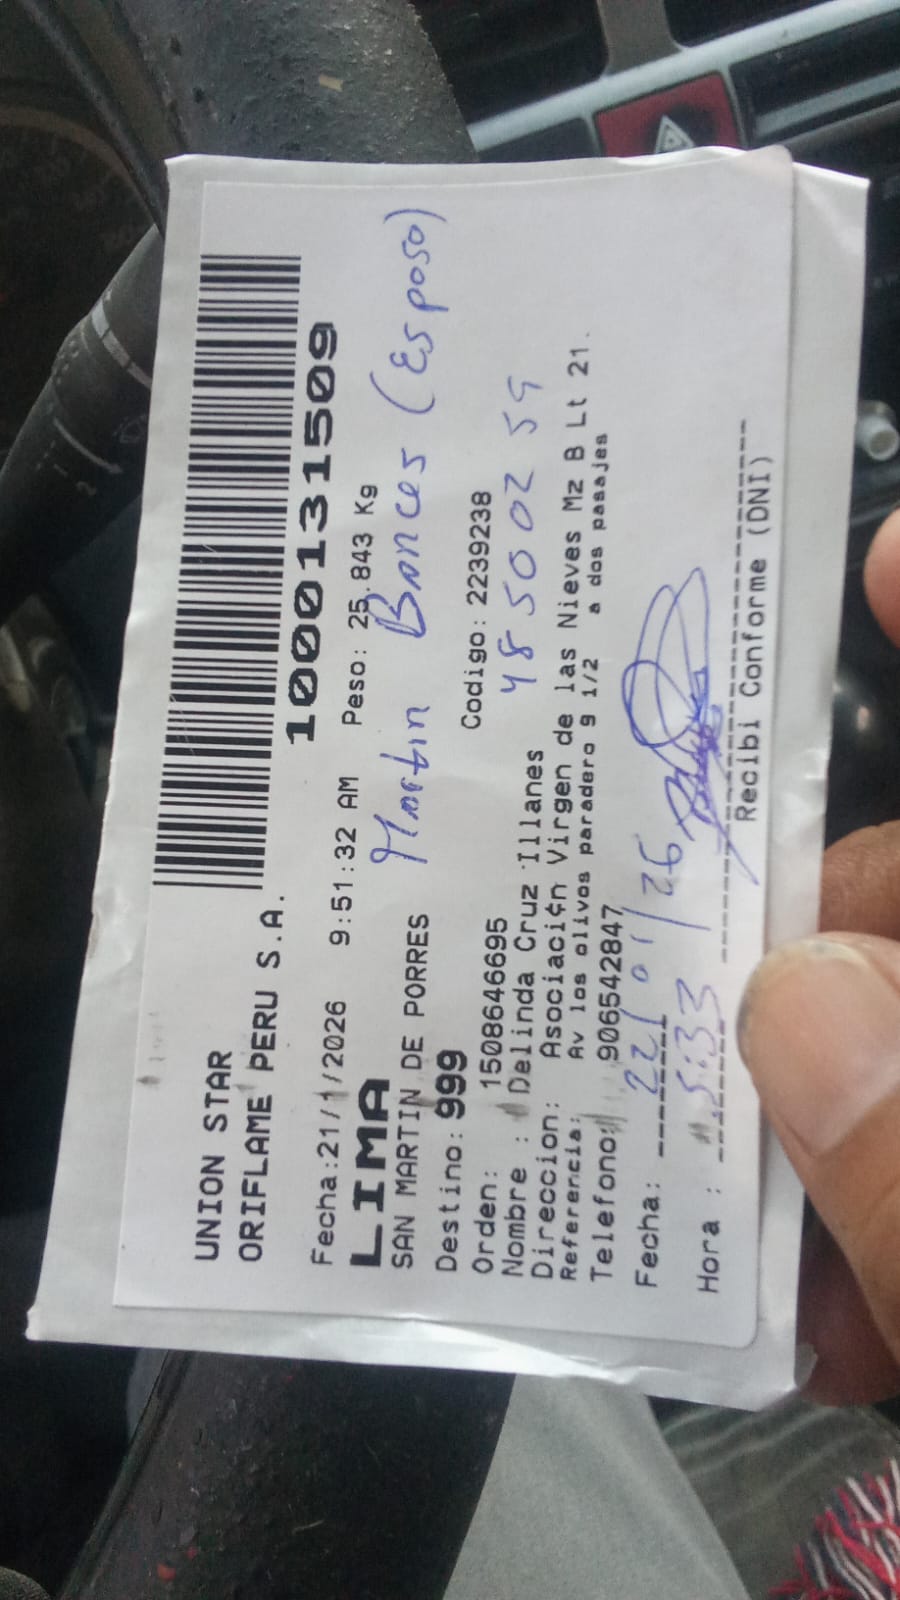 UNION STAR
ORIFLAME PERU S.A.
100013131509
Fecha:21/1/2026 9:51:32 AM Peso: 25.843 Kg
LIMA
Martin Bances (Esposo)
SAN MARTIN DE PORRES
Destino: 999
Orden: 1508646695 Codigo: 2239238
Nombre : Delinda Cruz Illanes
48500259
Direccion: Asociaci¢n Virgen de las Nieves Mz B Lt 21.
Referencia: Av los olivos paradero 9 1/2 a dos pasajes
Telefono: 906542847
Fecha: 22/01/26
Hora : 5:33
Recibi Conforme (DNI)